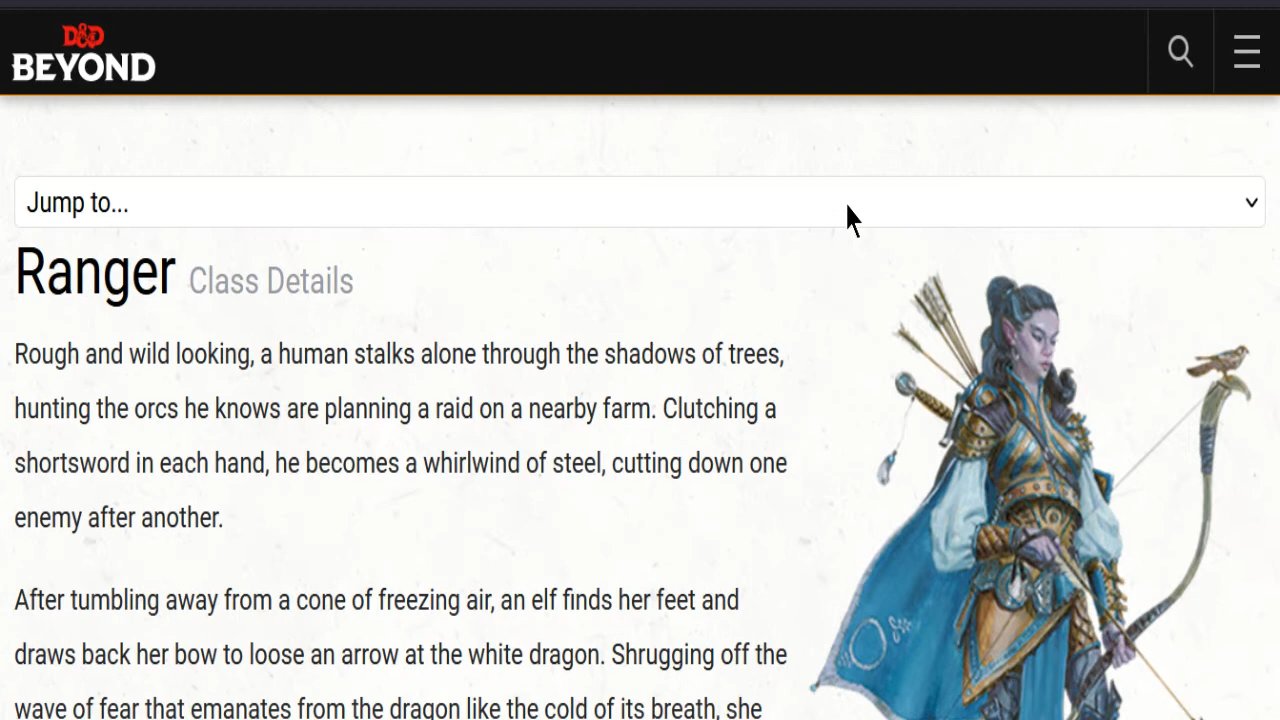 D&D
BEYOND
Jump to...
Ranger Class Details
Rough and wild looking, a human stalks alone through the shadows of trees,
hunting the orcs he knows are planning a raid on a nearby farm. Clutching a
shortsword in each hand, he becomes a whirlwind of steel, cutting down one
enemy after another.
After tumbling away from a cone of freezing air, an elf finds her feet and
draws back her bow to loose an arrow at the white dragon. Shrugging off the
wave of fear that emanates from the dragon like the cold of its breath, she